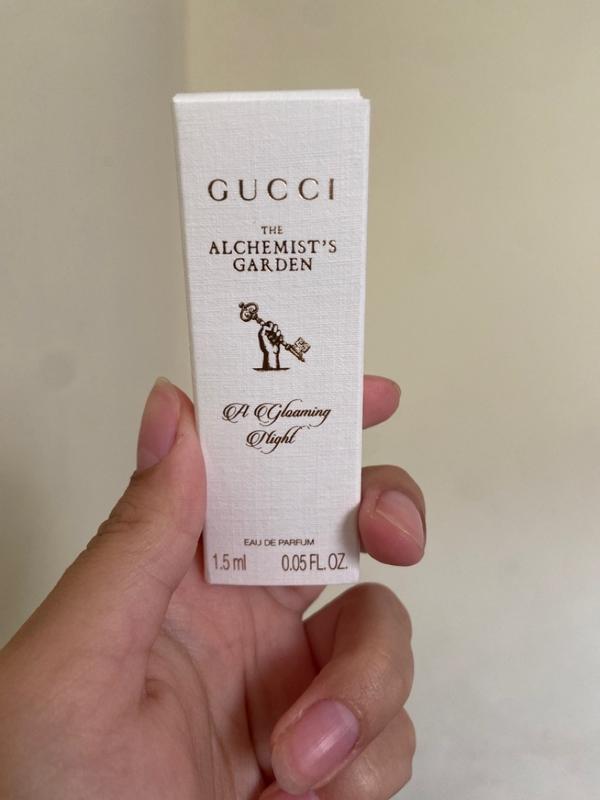 GUCCI
THE
ALCHEMIST'S
GARDEN
A Gloaming
Night
EAU DE PARFUM
1.5 ml 0.05 FL. OZ.